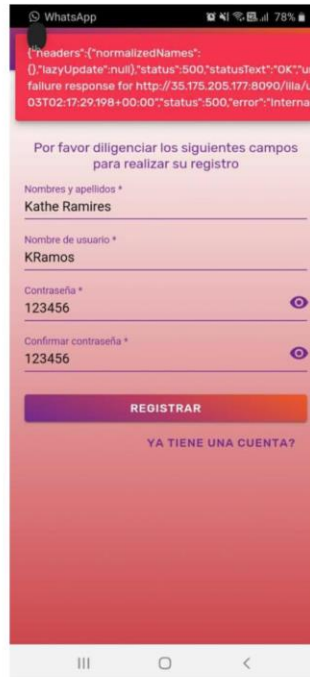 WhatsApp 78%
{"headers":{"normalizedNames":
{},"lazyUpdate":null},"status":500,"statusText":"OK","ur
failure response for http://35.175.205.177:8090/lila/u
03T02:17:29.198+00:00","status":500,"error":"Interna
Por favor diligenciar los siguientes campos
para realizar su registro
Nombres y apellidos *
Kathe Ramires
Nombre de usuario *
KRamos
Contraseña *
123456
Confirmar contraseña *
123456
REGISTRAR
YA TIENE UNA CUENTA?